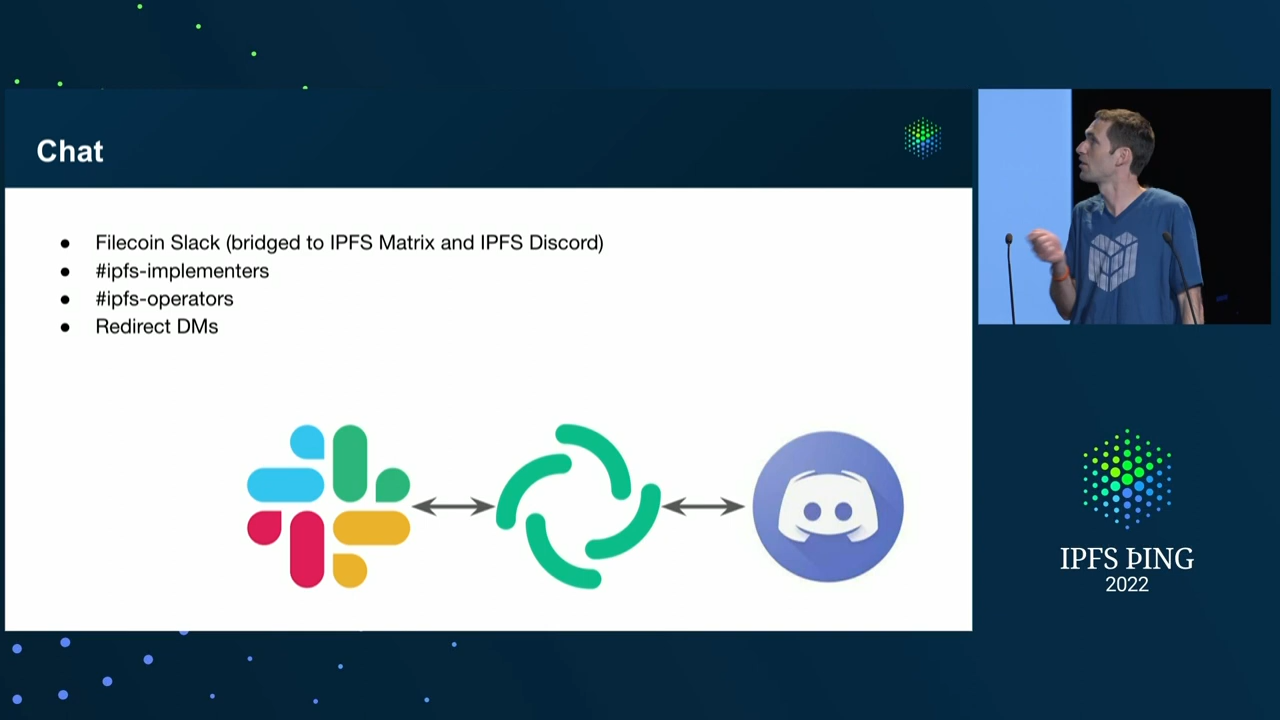 Chat
● Filecoin Slack (bridged to IPFS Matrix and IPFS Discord)
● #ipfs-implementers
● #ipfs-operators
● Redirect DMs
IPFS ÞING
2022